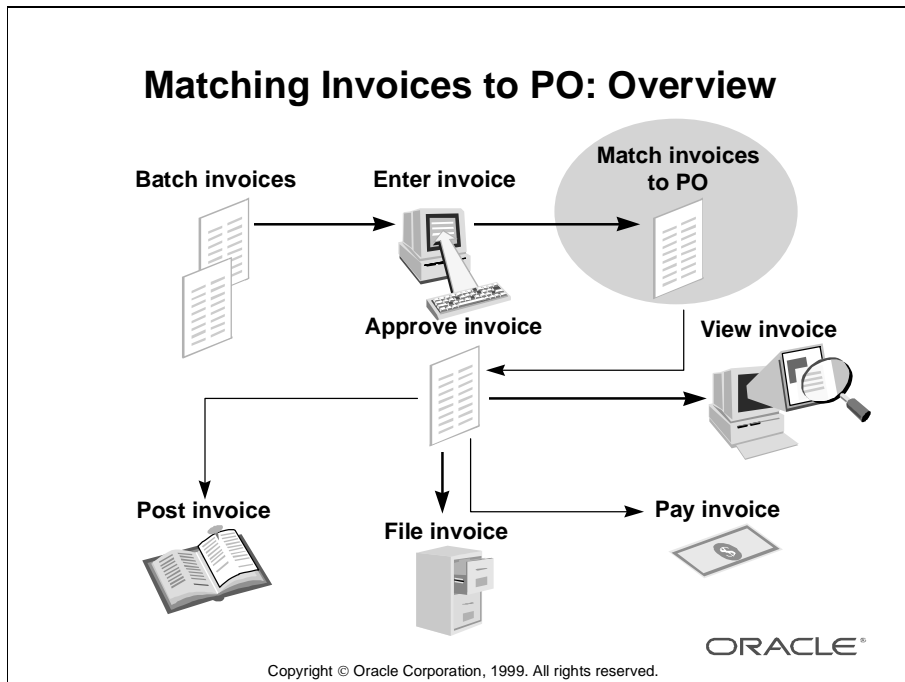 Matching Invoices to PO: Overview
Batch invoices
Enter invoice
Match invoices
to PO
Approve invoice
View invoice
Post invoice
File invoice
Pay invoice
$
ORACLE®
Copyright © Oracle Corporation, 1999. All rights reserved.